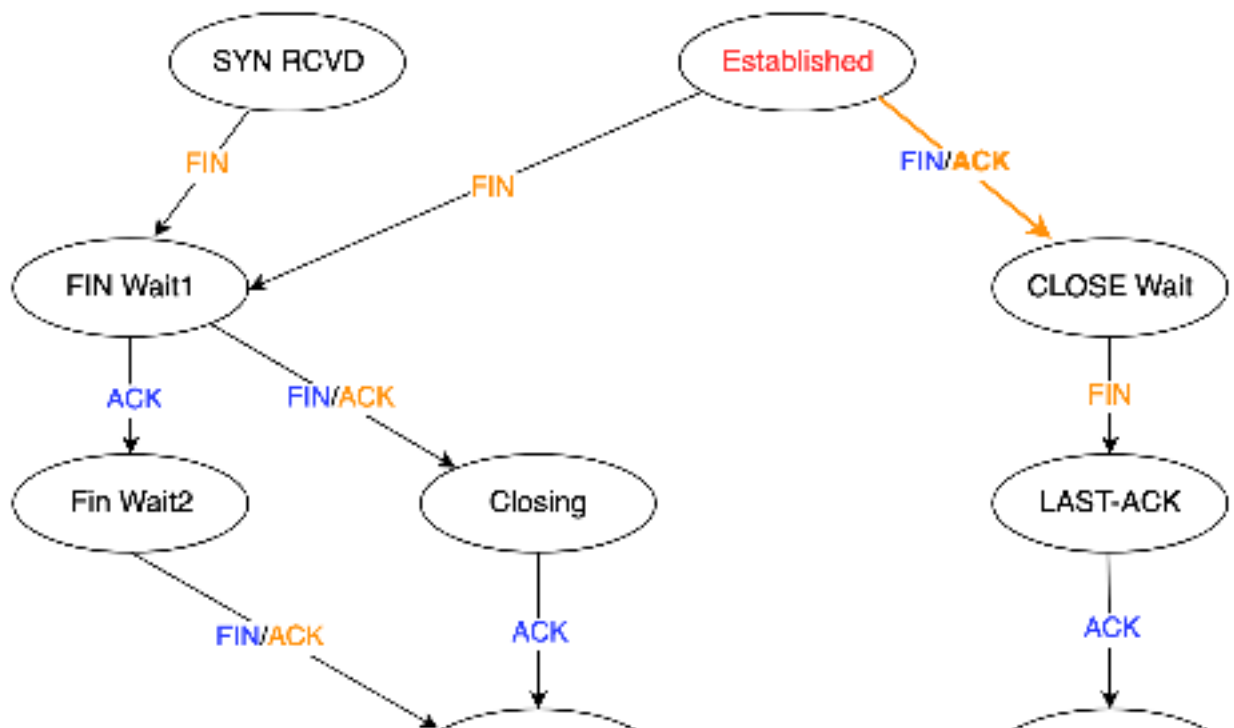 SYN RCVD
Established
FIN
FIN/ACK
FIN
FIN Wait1
CLOSE Wait
ACK
FIN/ACK
FIN
Fin Wait2
Closing
LAST-ACK
FIN/ACK
ACK
ACK